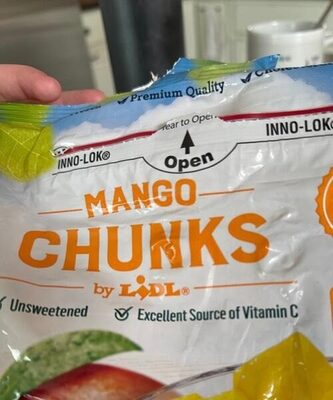 Premium Quality
Tear to Open
INNO-LOK®
Open
INNO-LOK®
MANGO
CHUNKS
by LIDL®
Unsweetened
Excellent Source of Vitamin C